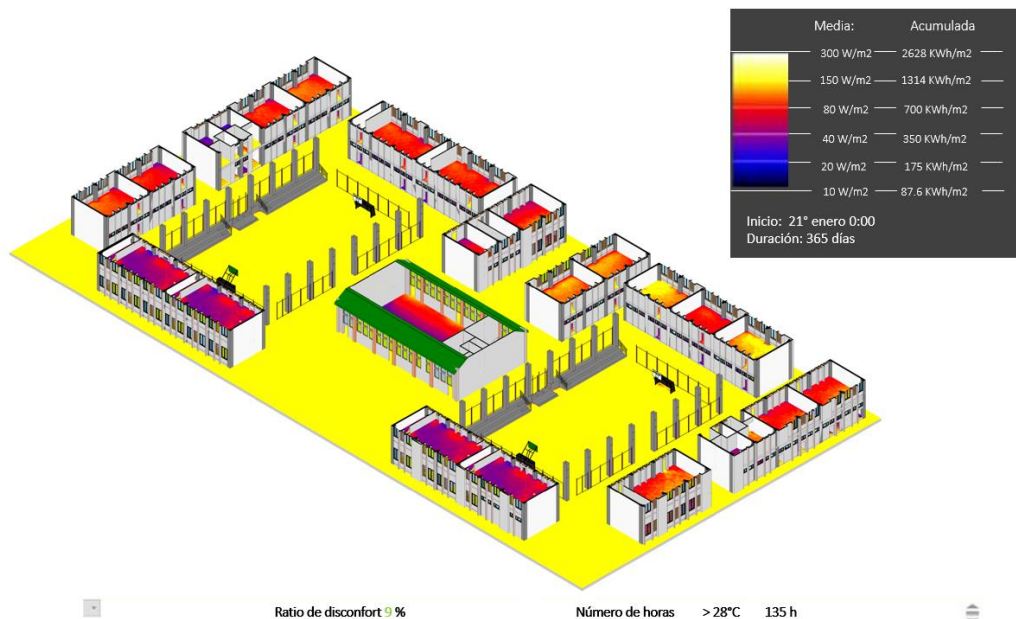 Media: Acumulada
300 W/m2 2628 KWh/m2
150 W/m2 1314 KWh/m2
80 W/m2 700 KWh/m2
40 W/m2 350 KWh/m2
20 W/m2 175 KWh/m2
10 W/m2 87.6 KWh/m2
Inicio: 21° enero 0:00
Duración: 365 días
Ratio de disconfort 9 % Número de horas > 28°C 135 h